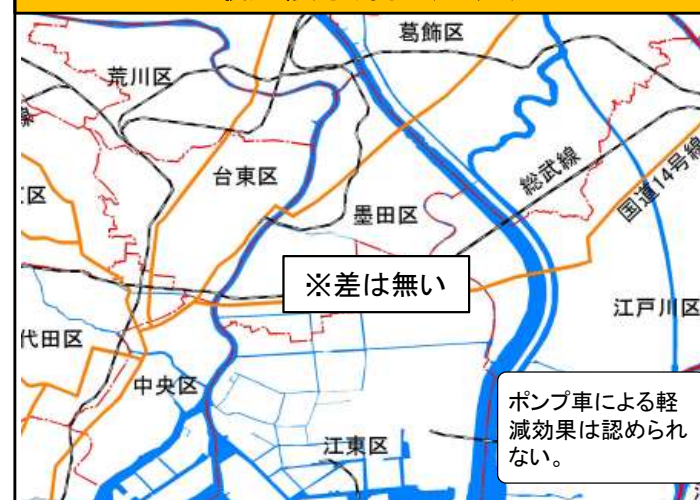 葛飾区
荒川区
台東区
総武線
国道14号線
区
墨田区
※差は無い
江戸川区
代田区
中央区
ポンプ車による軽
減効果は認められ
ない。
江東区